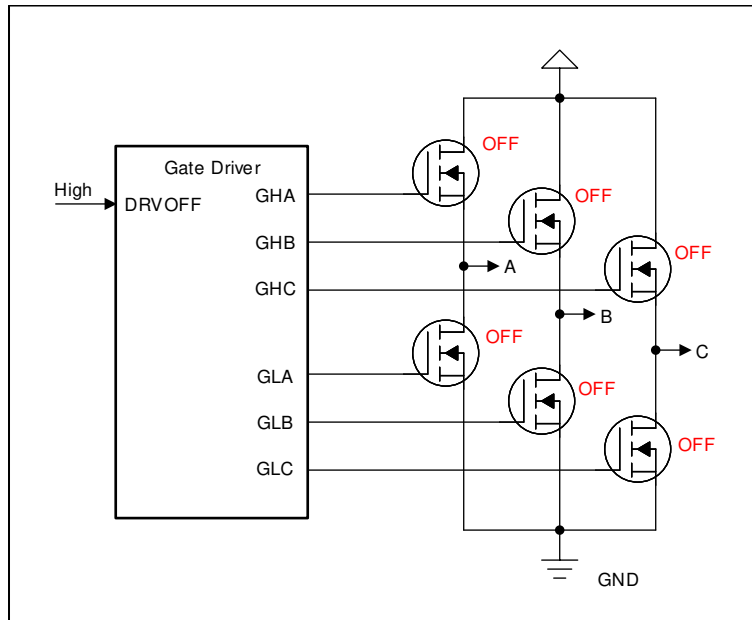 Gate Driver
High
DRVOFF
GHA
GHB
GHC
GLA
GLB
GLC
OFF
OFF
OFF
A
B
C
OFF
OFF
OFF
GND